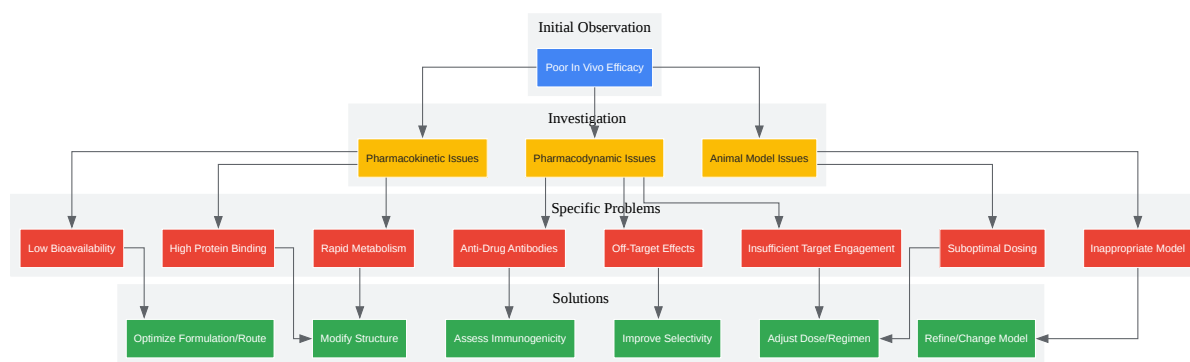 Initial Observation
Poor In Vivo Efficacy
Investigation
Pharmacokinetic Issues
Pharmacodynamic Issues
Animal Model Issues
Specific Problems
Low Bioavailability
High Protein Binding
Rapid Metabolism
Anti-Drug Antibodies
Off-Target Effects
Insufficient Target Engagement
Suboptimal Dosing
Inappropriate Model
Solutions
Optimize Formulation/Route
Modify Structure
Assess Immunogenicity
Improve Selectivity
Adjust Dose/Regimen
Refine/Change Model